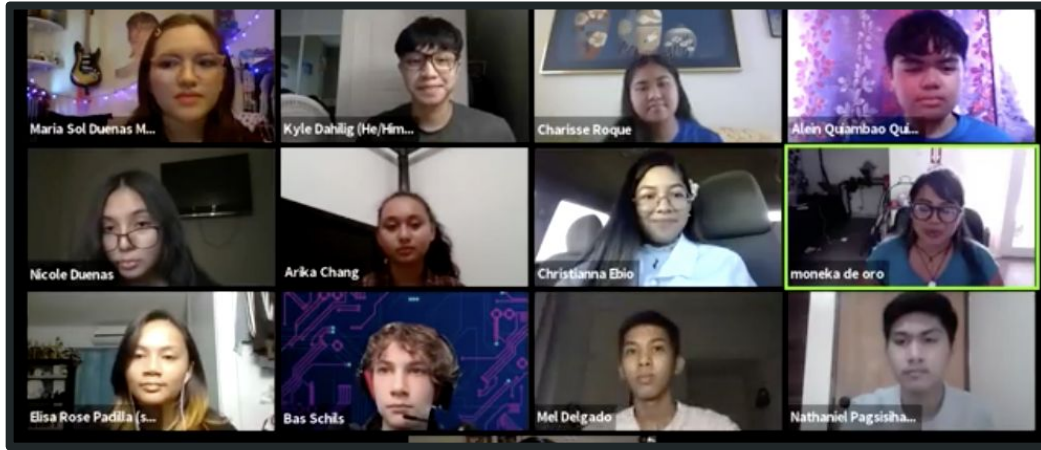 Maria Sol Duenas M...
Kyle Dahilig (He/Him...
Charisse Roque
Alein Quiambao Qui...
Nicole Duenas
Arika Chang
Christianna Ebio
moneka de oro
Elisa Rose Padilla (s...
Bas Schils
Mel Delgado
Nathaniel Pagsisiha...